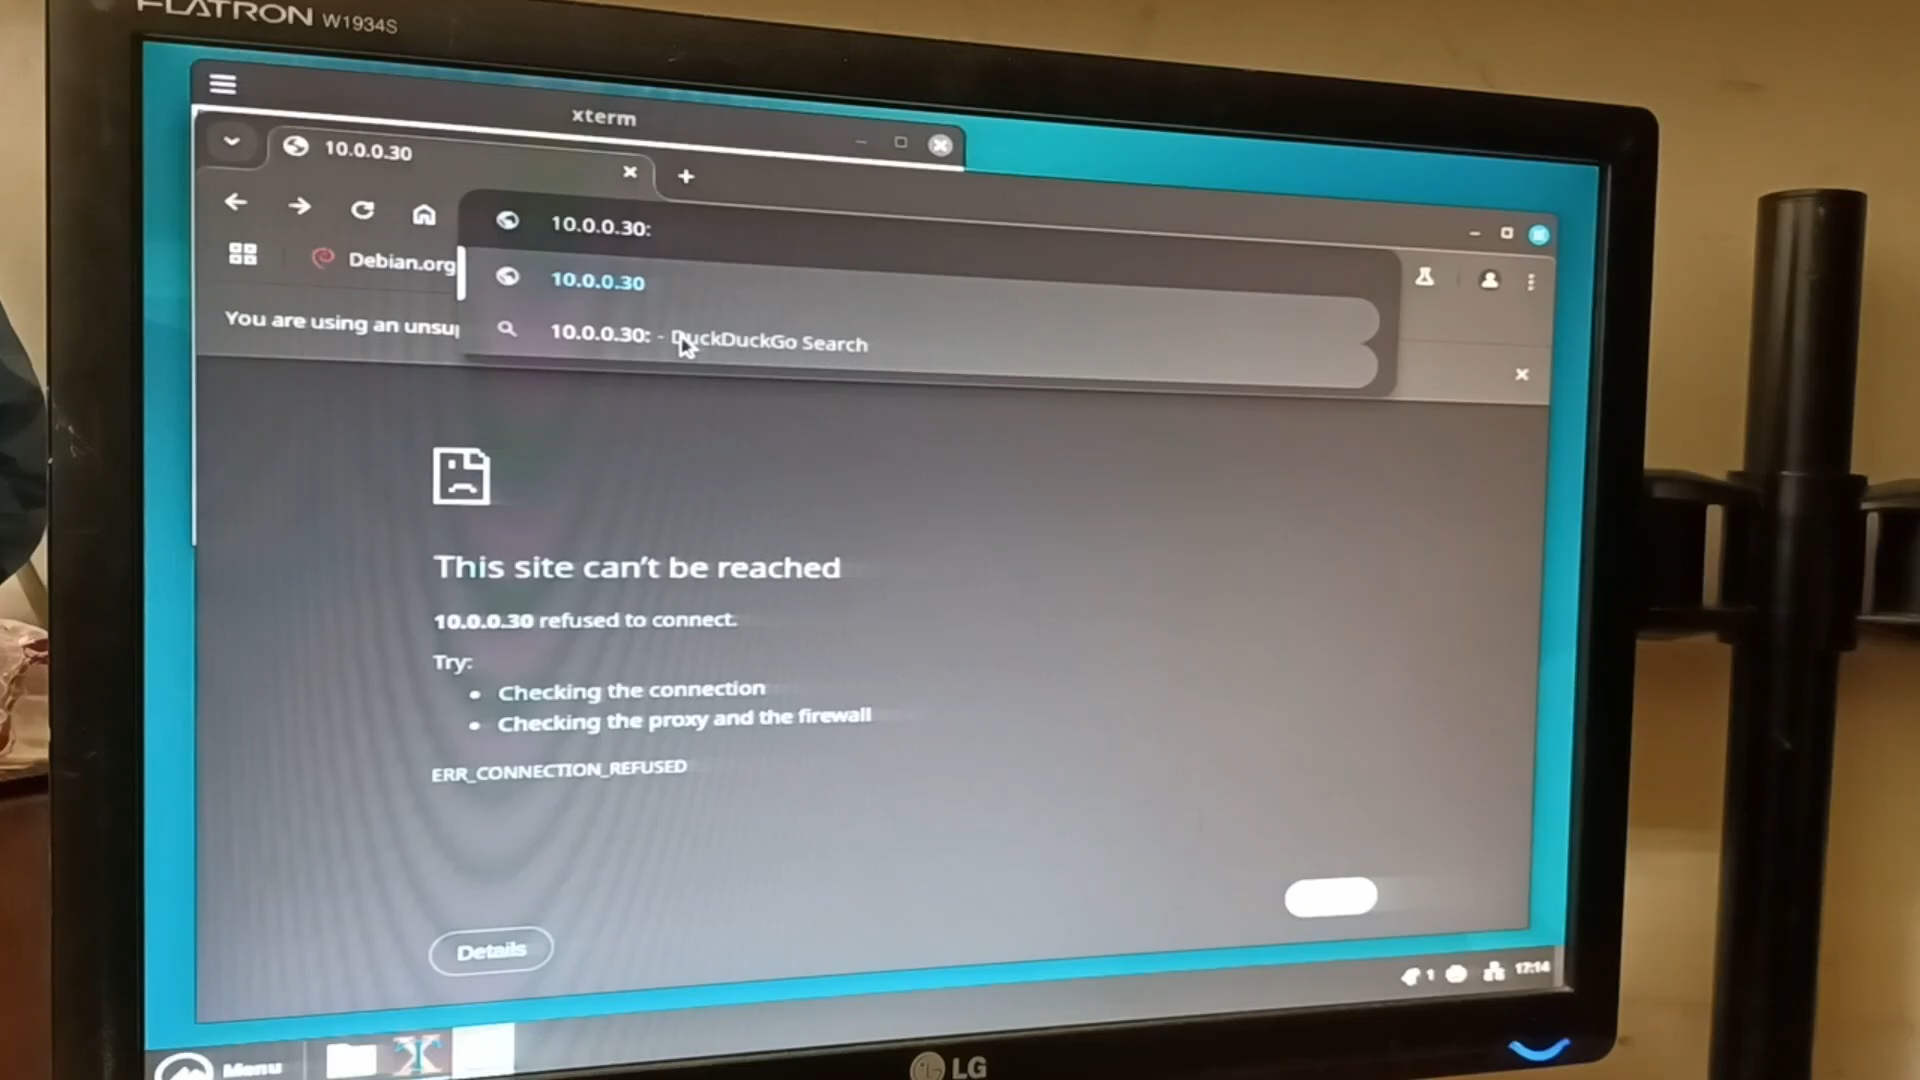 FLATRON W1934S
xterm
10.0.0.30
10.0.0.30:
Debian.org
10.0.0.30
You are using an unsup
10.0.0.30: - DuckDuckGo Search
This site can't be reached
10.0.0.30 refused to connect.
Try:
• Checking the connection
• Checking the proxy and the firewall
ERR_CONNECTION_REFUSED
Details
1 17:14
Menu
LG